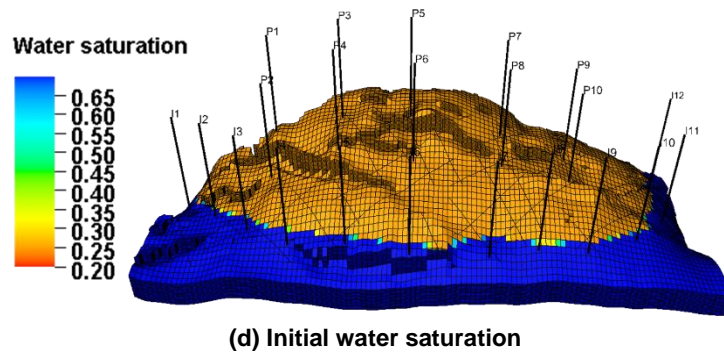 Water saturation
0.65
0.60
0.55
0.50
0.45
0.40
0.35
0.30
0.25
0.20
I1
I2
I3
P1
P2
P3
P4
P5
P6
P7
P8
P9
P10
I9
I10
I12
I11
(d) Initial water saturation